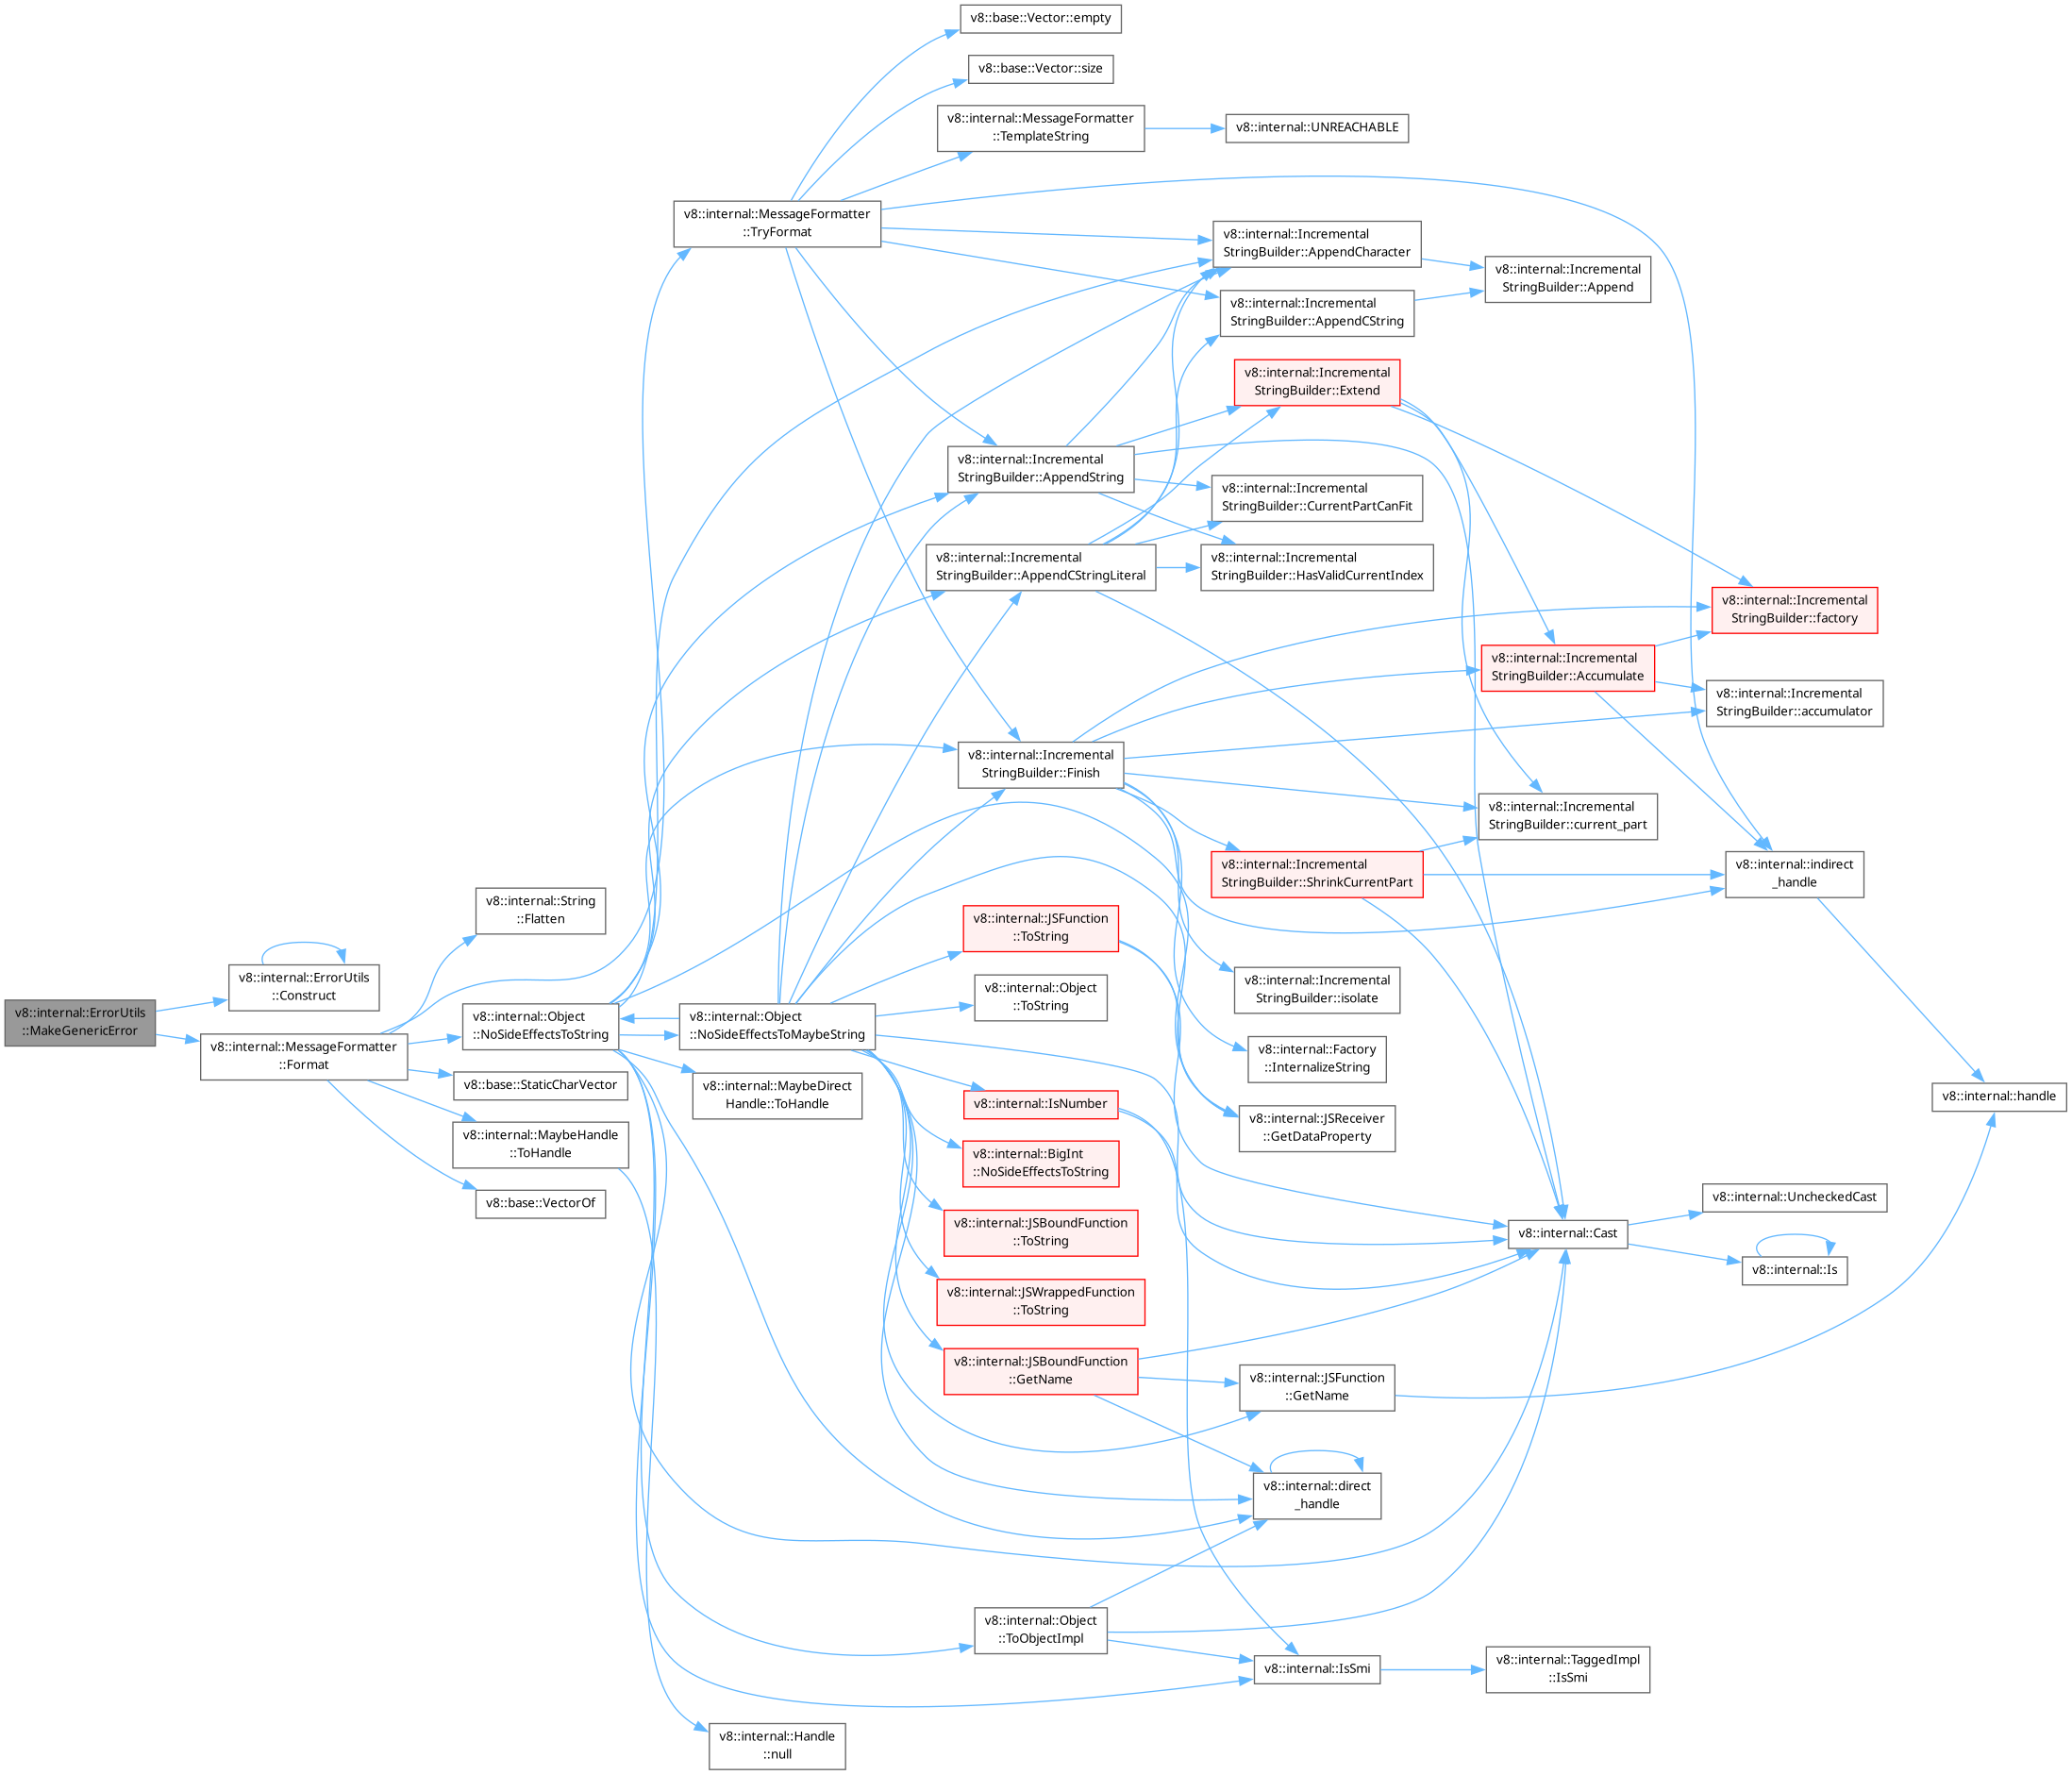 v8::base::Vector::empty
v8::base::Vector::size
v8::internal::MessageFormatter
::TemplateString
v8::internal::UNREACHABLE
v8::internal::MessageFormatter
::TryFormat
v8::internal::Incremental
StringBuilder::AppendCharacter
v8::internal::Incremental
StringBuilder::Append
v8::internal::Incremental
StringBuilder::AppendCString
v8::internal::Incremental
StringBuilder::Extend
v8::internal::Incremental
StringBuilder::AppendString
v8::internal::Incremental
StringBuilder::CurrentPartCanFit
v8::internal::Incremental
StringBuilder::AppendCStringLiteral
v8::internal::Incremental
StringBuilder::HasValidCurrentIndex
v8::internal::Incremental
StringBuilder::factory
v8::internal::Incremental
StringBuilder::Accumulate
v8::internal::Incremental
StringBuilder::accumulator
v8::internal::Incremental
StringBuilder::Finish
v8::internal::Incremental
StringBuilder::current_part
v8::internal::Incremental
StringBuilder::ShrinkCurrentPart
v8::internal::indirect
_handle
v8::internal::String
::Flatten
v8::internal::JSFunction
::ToString
v8::internal::ErrorUtils
::Construct
v8::internal::Object
::ToString
v8::internal::Incremental
StringBuilder::isolate
v8::internal::ErrorUtils
::MakeGenericError
v8::internal::MessageFormatter
::Format
v8::internal::Object
::NoSideEffectsToString
v8::internal::Object
::NoSideEffectsToMaybeString
v8::internal::Factory
::InternalizeString
v8::base::StaticCharVector
v8::internal::MaybeDirect
Handle::ToHandle
v8::internal::IsNumber
v8::internal::handle
v8::internal::JSReceiver
::GetDataProperty
v8::internal::MaybeHandle
::ToHandle
v8::internal::BigInt
::NoSideEffectsToString
v8::base::VectorOf
v8::internal::UncheckedCast
v8::internal::JSBoundFunction
::ToString
v8::internal::Cast
v8::internal::Is
v8::internal::JSWrappedFunction
::ToString
v8::internal::JSBoundFunction
::GetName
v8::internal::JSFunction
::GetName
v8::internal::direct
_handle
v8::internal::Object
::ToObjectImpl
v8::internal::IsSmi
v8::internal::TaggedImpl
::IsSmi
v8::internal::Handle
::null